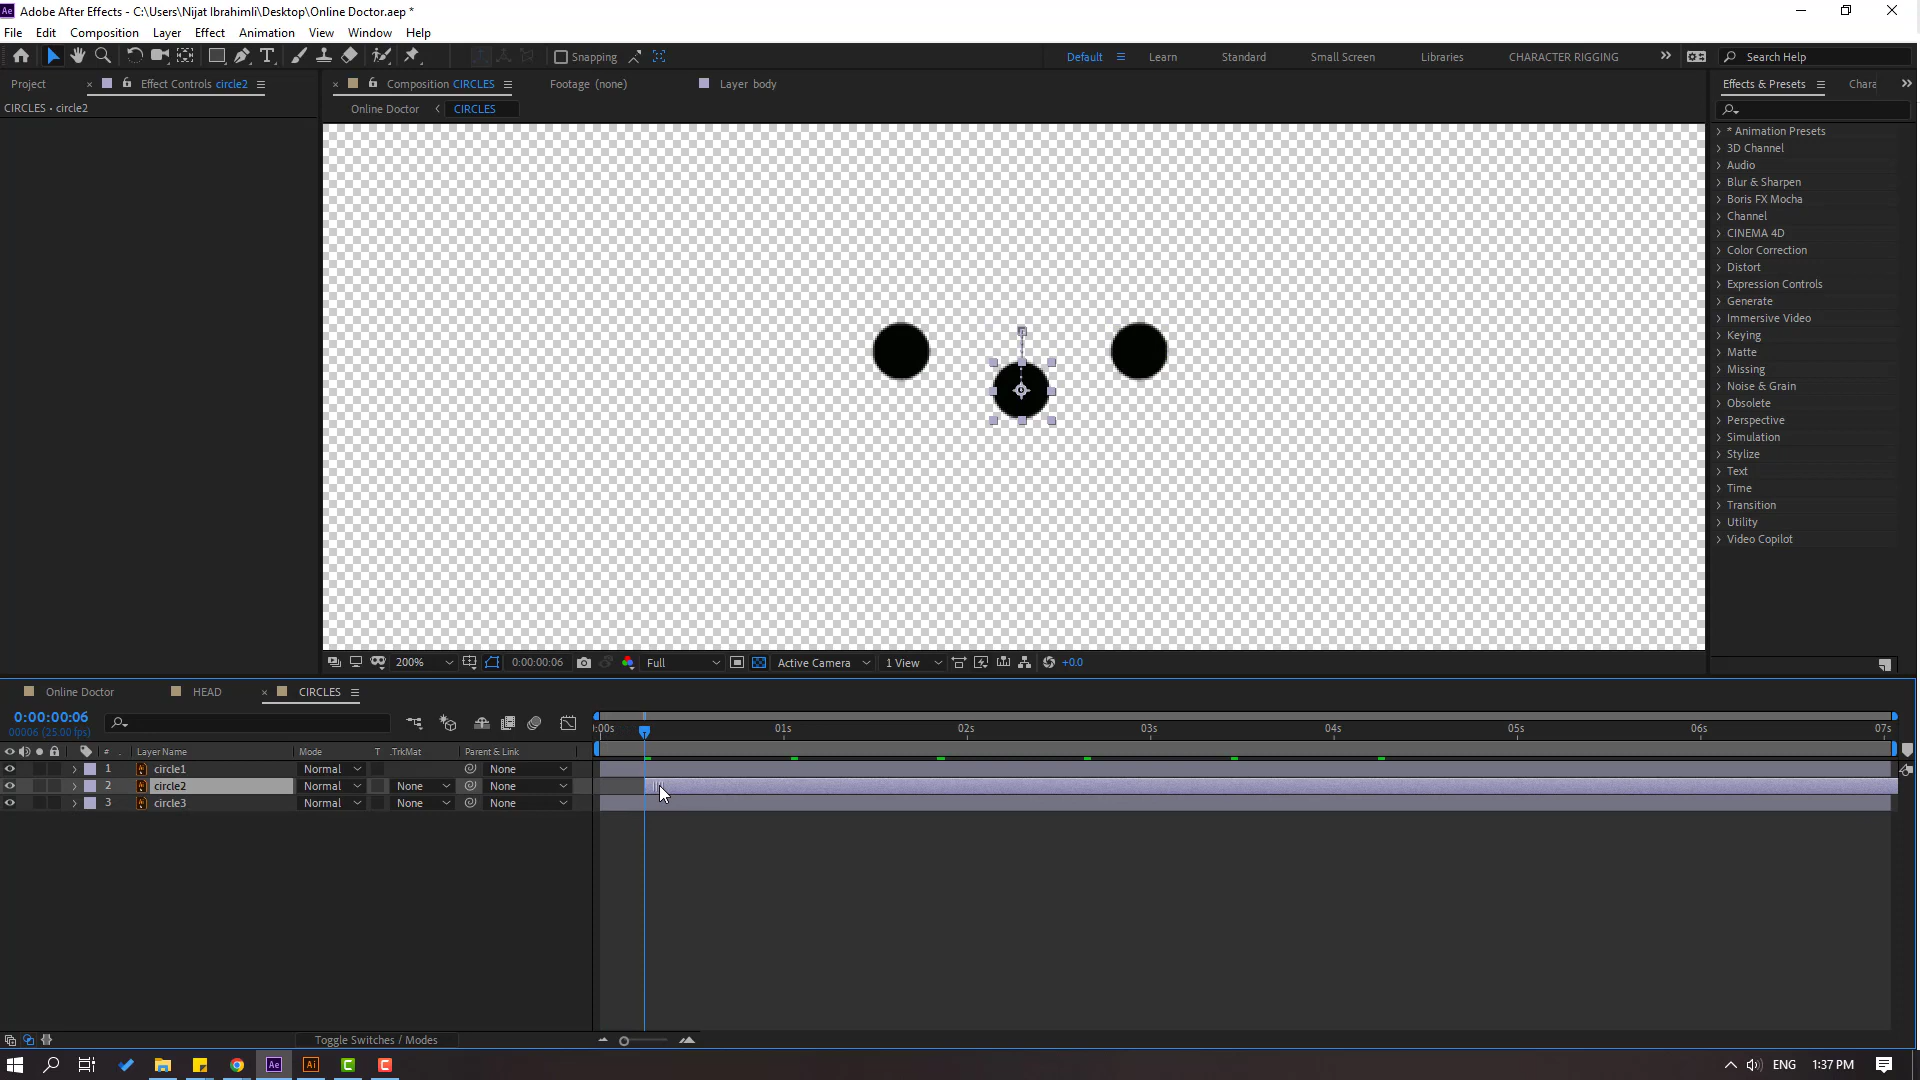 Adobe After Effects - C:\Users\Nijat Ibrahimli\Desktop\Online Doctor.aep *
File Edit Composition Layer Effect Animation View Window Help
Snapping
Default Learn Standard Small Screen Libraries CHARACTER RIGGING Search Help
Project Effect Controls circle2 Composition CIRCLES Footage (none) Layer body Effects & Presets Chara
CIRCLES • circle2
Online Doctor CIRCLES
* Animation Presets
3D Channel
Audio
Blur & Sharpen
Boris FX Mocha
Channel
CINEMA 4D
Color Correction
Distort
Expression Controls
Generate
Immersive Video
Keying
Matte
Missing
Noise & Grain
Obsolete
Perspective
Simulation
Stylize
Text
Time
Transition
Utility
Video Copilot
200% 0:00:00:06 Full Active Camera 1 View +0.0
Online Doctor HEAD CIRCLES
0:00:00:06
00006 (25.00 fps)
:00s 01s 02s 03s 04s 05s 06s 07s
# Layer Name Mode T .TrkMat Parent & Link
1 circle1 Normal None
2 circle2 Normal None None
3 circle3 Normal None None
Toggle Switches / Modes
ENG 1:37 PM